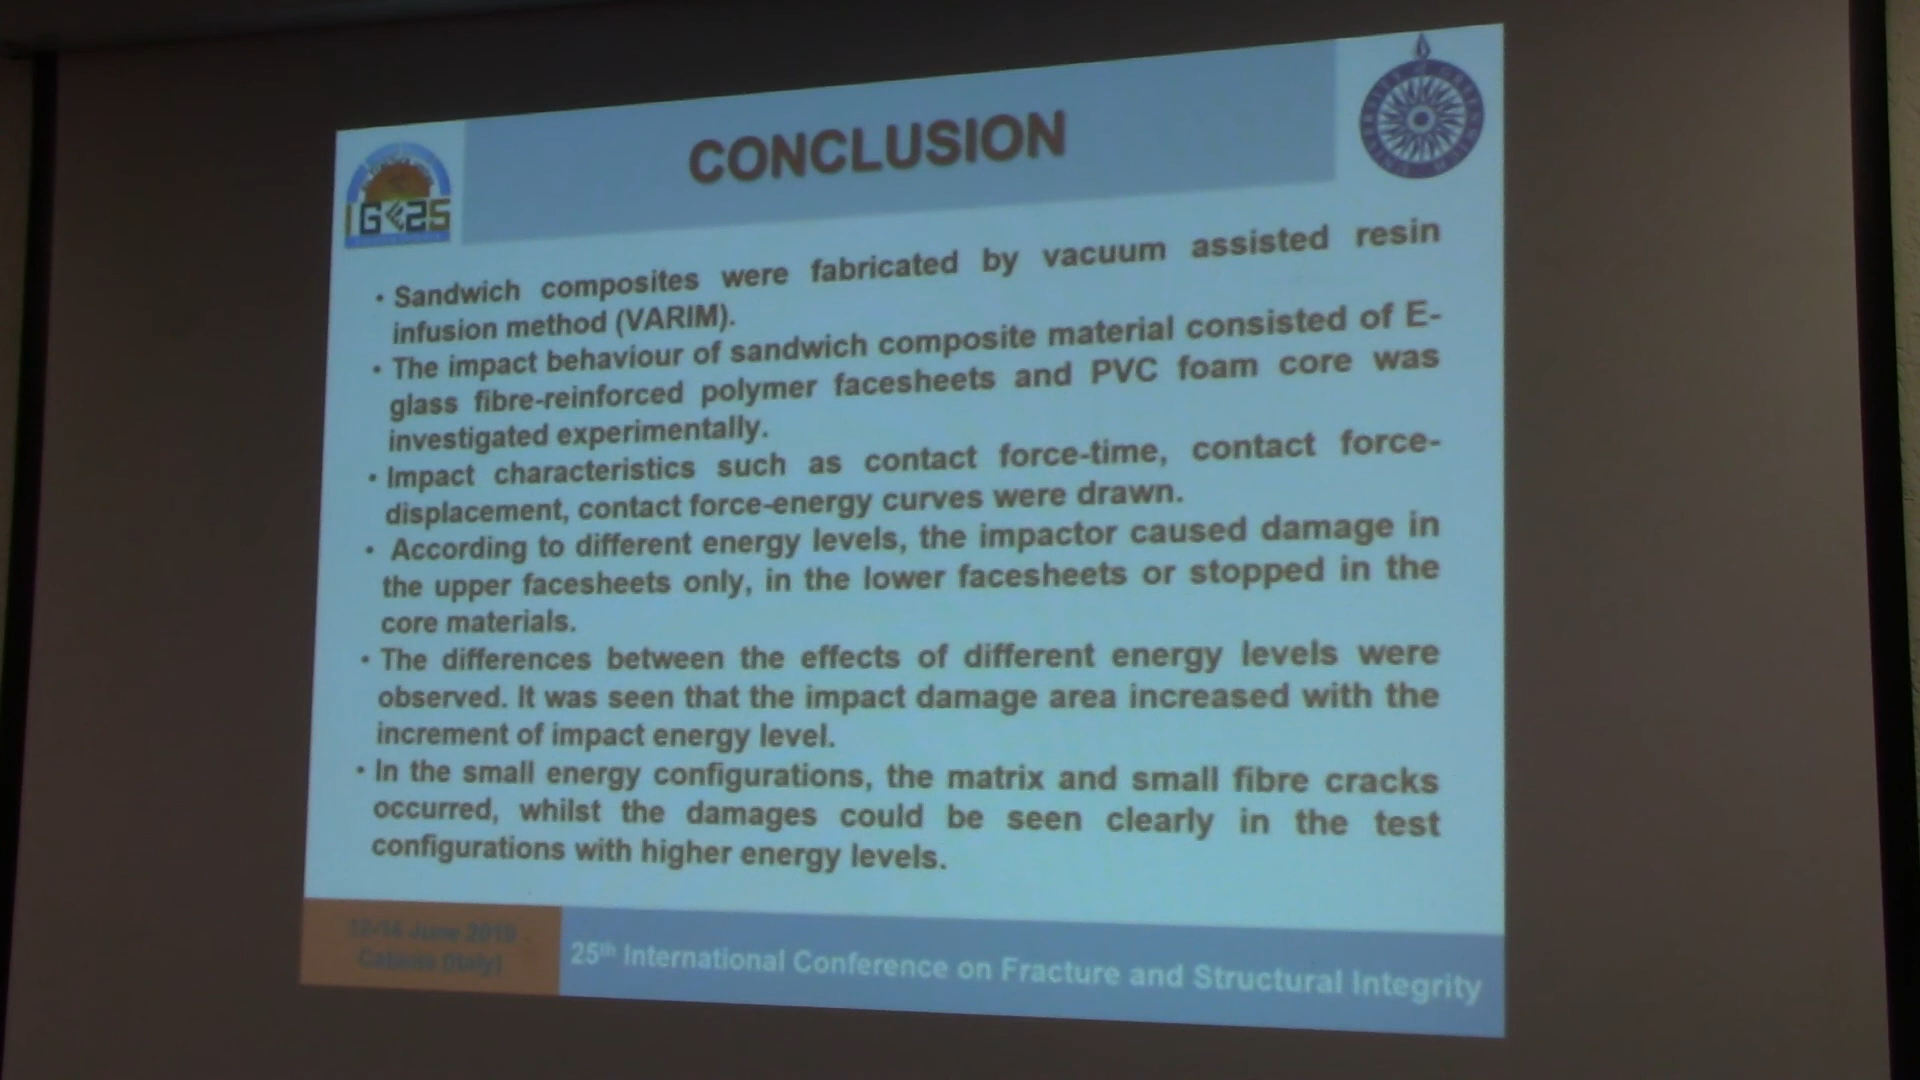 CONCLUSION
IGF25
• Sandwich composites were fabricated by vacuum assisted resin
infusion method (VARIM).
• The impact behaviour of sandwich composite material consisted of E-
glass fibre-reinforced polymer facesheets and PVC foam core was
investigated experimentally.
• Impact characteristics such as contact force-time, contact force-
displacement, contact force-energy curves were drawn.
• According to different energy levels, the impactor caused damage in
the upper facesheets only, in the lower facesheets or stopped in the
core materials.
• The differences between the effects of different energy levels were
observed. It was seen that the impact damage area increased with the
increment of impact energy level.
• In the small energy configurations, the matrix and small fibre cracks
occurred, whilst the damages could be seen clearly in the test
configurations with higher energy levels.
June 2019
Catania (Italy)
25th International Conference on Fracture and Structural Integrity